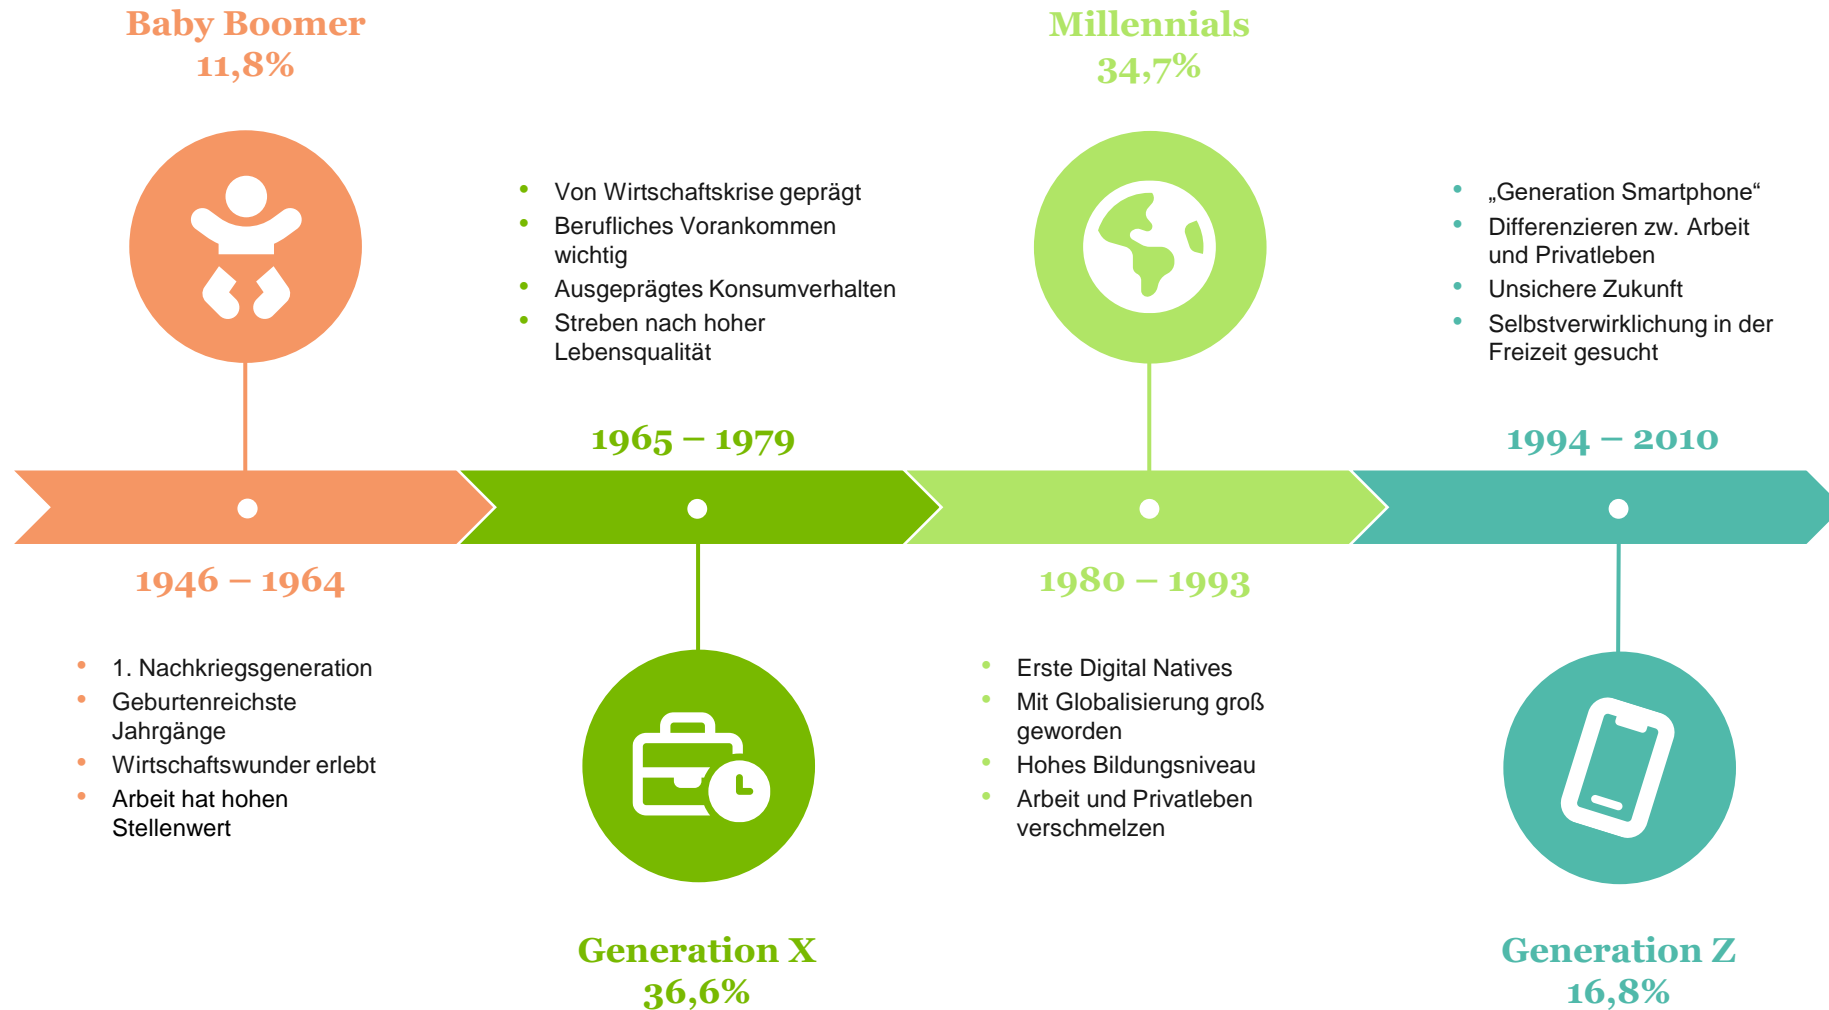 Baby Boomer
11,8%
1946 – 1964
• 1. Nachkriegsgeneration
• Geburtenreichste
Jahrgänge
• Wirtschaftswunder erlebt
• Arbeit hat hohen
Stellenwert
• Von Wirtschaftskrise geprägt
• Berufliches Vorankommen
wichtig
• Ausgeprägtes Konsumverhalten
• Streben nach hoher
Lebensqualität
1965 – 1979
Generation X
36,6%
Millennials
34,7%
1980 – 1993
• Erste Digital Natives
• Mit Globalisierung groß
geworden
• Hohes Bildungsniveau
• Arbeit und Privatleben
verschmelzen
• „Generation Smartphone“
• Differenzieren zw. Arbeit
und Privatleben
• Unsichere Zukunft
• Selbstverwirklichung in der
Freizeit gesucht
1994 – 2010
Generation Z
16,8%